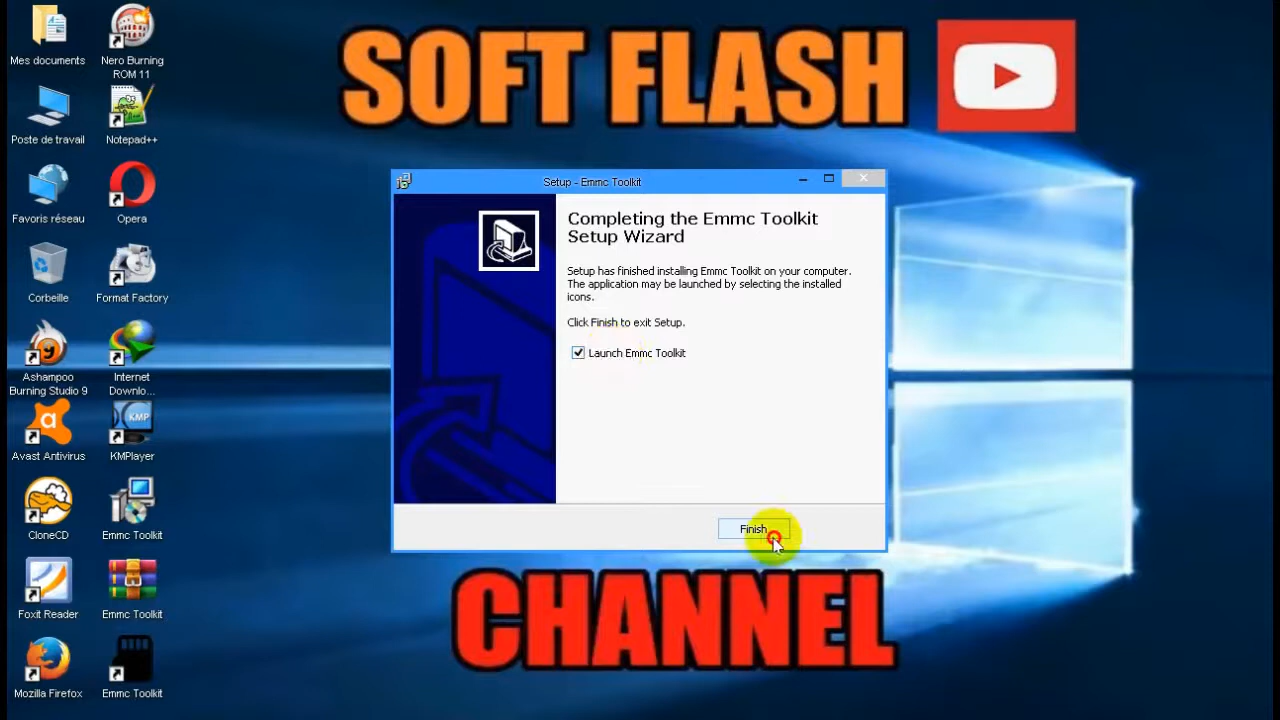 SOFT FLASH
Mes documents
Nero Burning
ROM 11
Poste de travail
Notepad++
Favoris réseau
Opera
Corbeille
Format Factory
Ashampoo
Burning Studio 9
Internet
Downlo...
Avast Antivirus
KMP
KMPlayer
CloneCD
Emmc Toolkit
Foxit Reader
Emmc Toolkit
Mozilla Firefox
Emmc Toolkit
Setup - Emmc Toolkit
Completing the Emmc Toolkit
Setup Wizard
Setup has finished installing Emmc Toolkit on your computer.
The application may be launched by selecting the installed
icons.
Click Finish to exit Setup.
Launch Emmc Toolkit
Finish
CHANNEL